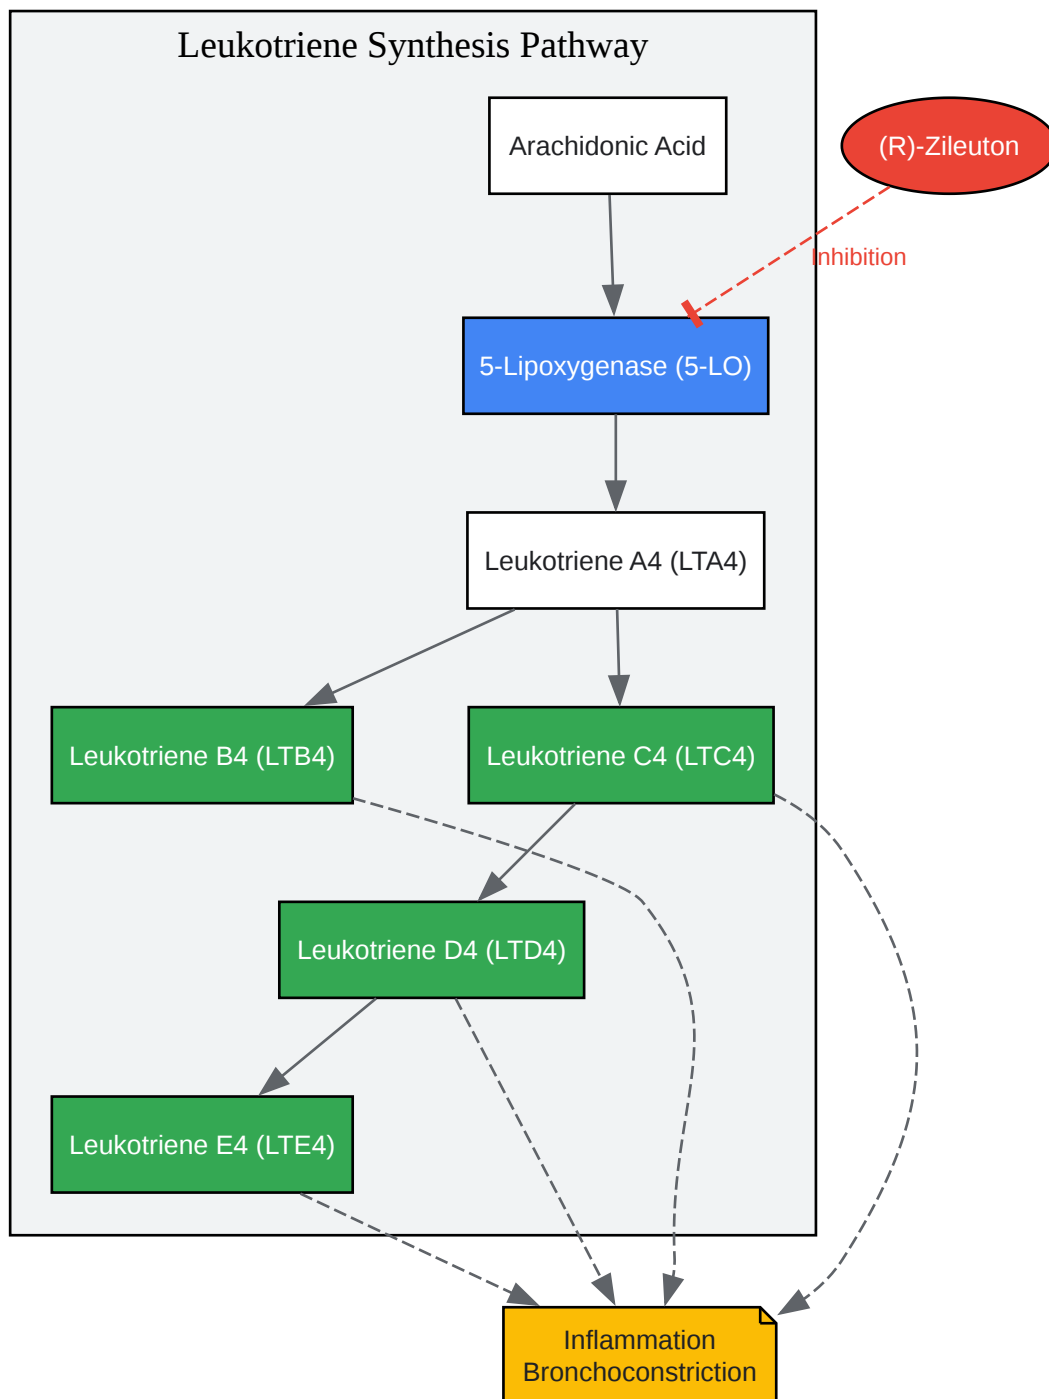 Leukotriene Synthesis Pathway
Arachidonic Acid
(R)-Zileuton
Inhibition
5-Lipoxygenase (5-LO)
Leukotriene A4 (LTA4)
Leukotriene B4 (LTB4)
Leukotriene C4 (LTC4)
Leukotriene D4 (LTD4)
Leukotriene E4 (LTE4)
Inflammation
Bronchoconstriction